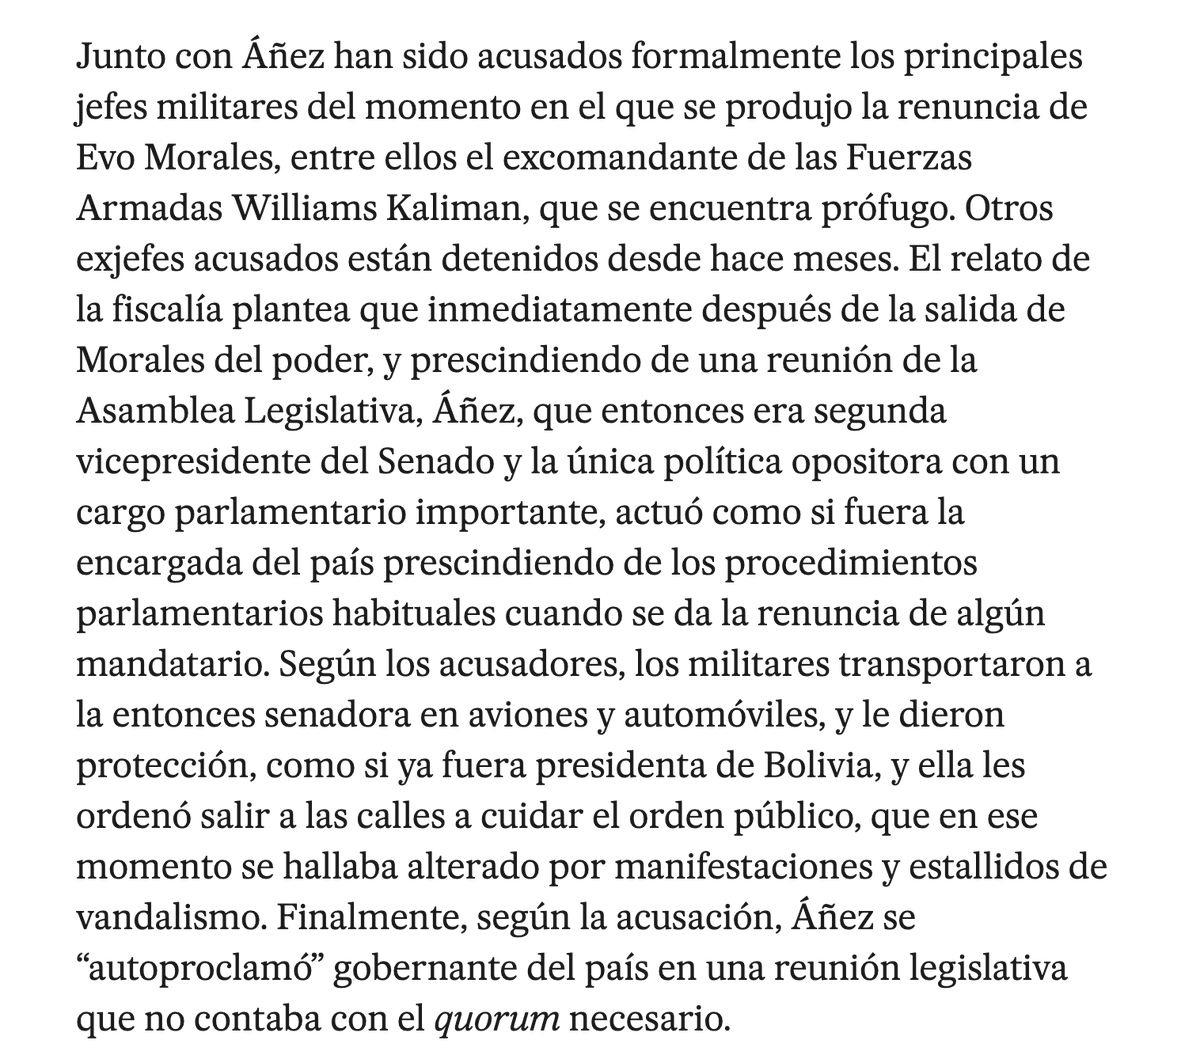 Junto con Áñez han sido acusados formalmente los principales
jefes militares del momento en el que se produjo la renuncia de
Evo Morales, entre ellos el excomandante de las Fuerzas
Armadas Williams Kaliman, que se encuentra prófugo. Otros
exjefes acusados están detenidos desde hace meses. El relato de
la fiscalía plantea que inmediatamente después de la salida de
Morales del poder, y prescindiendo de una reunión de la
Asamblea Legislativa, Áñez, que entonces era segunda
vicepresidente del Senado y la única política opositora con un
cargo parlamentario importante, actuó como si fuera la
encargada del país prescindiendo de los procedimientos
parlamentarios habituales cuando se da la renuncia de algún
mandatario. Según los acusadores, los militares transportaron a
la entonces senadora en aviones y automóviles, y le dieron
protección, como si ya fuera presidenta de Bolivia, y ella les
ordenó salir a las calles a cuidar el orden público, que en ese
momento se hallaba alterado por manifestaciones y estallidos de
vandalismo. Finalmente, según la acusación, Áñez se
“autoproclamó” gobernante del país en una reunión legislativa
que no contaba con el quorum necesario.